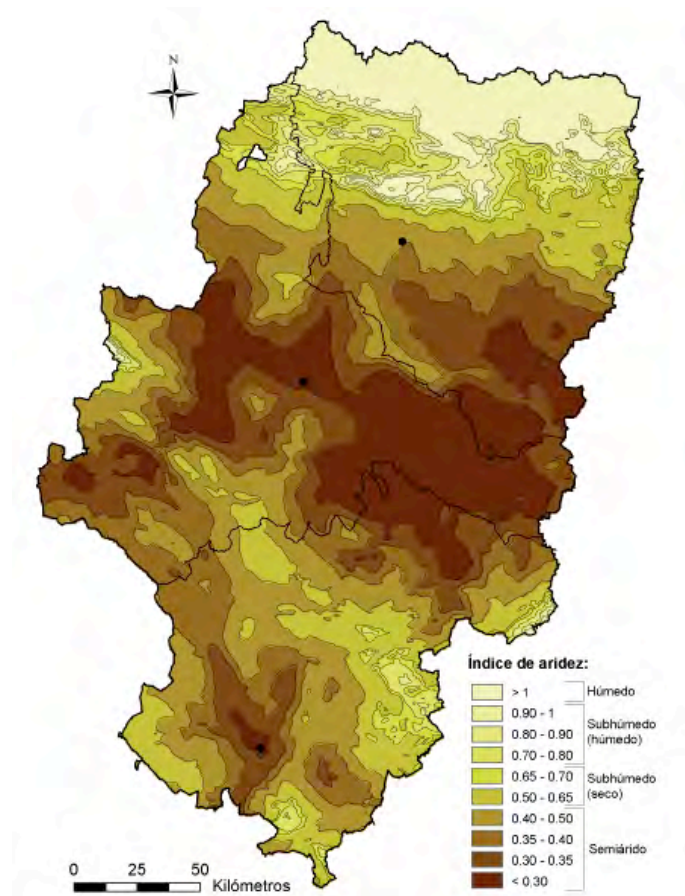 N
Índice de aridez:
> 1
Húmedo
0.90 - 1
0.80 - 0.90
Subhúmedo
(húmedo)
0.70 - 0.80
0.65 - 0.70
Subhúmedo
(seco)
0.50 - 0.65
0.40 - 0.50
0.35 - 0.40
Semiárido
0.30 - 0.35
< 0.30
0 25 50
Kilómetros